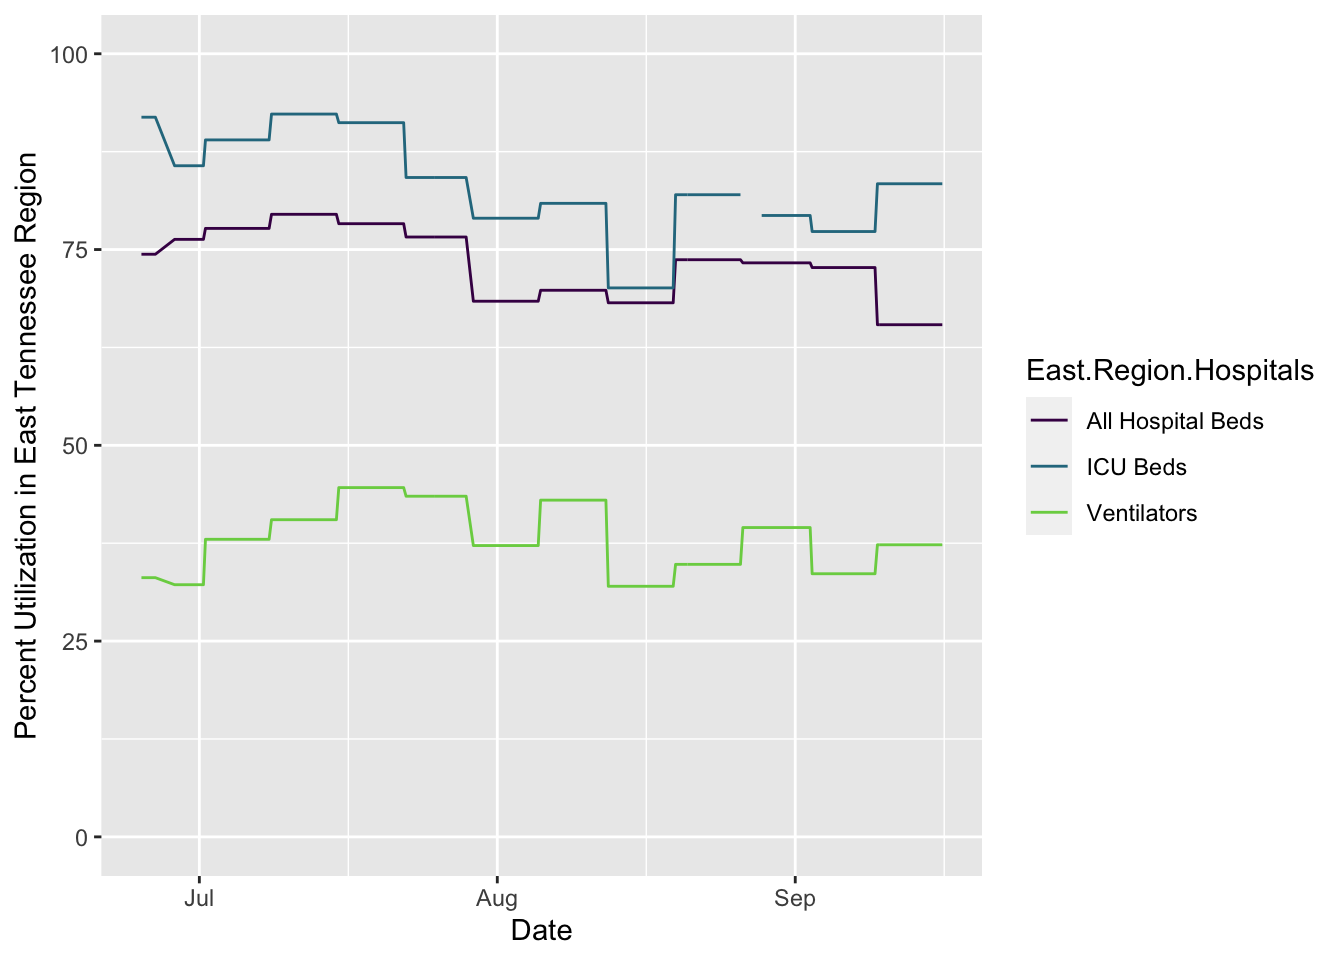 Percent Utilization in East Tennessee Region
100
75
50
25
0
Jul Aug Sep
Date
East.Region.Hospitals
All Hospital Beds
ICU Beds
Ventilators